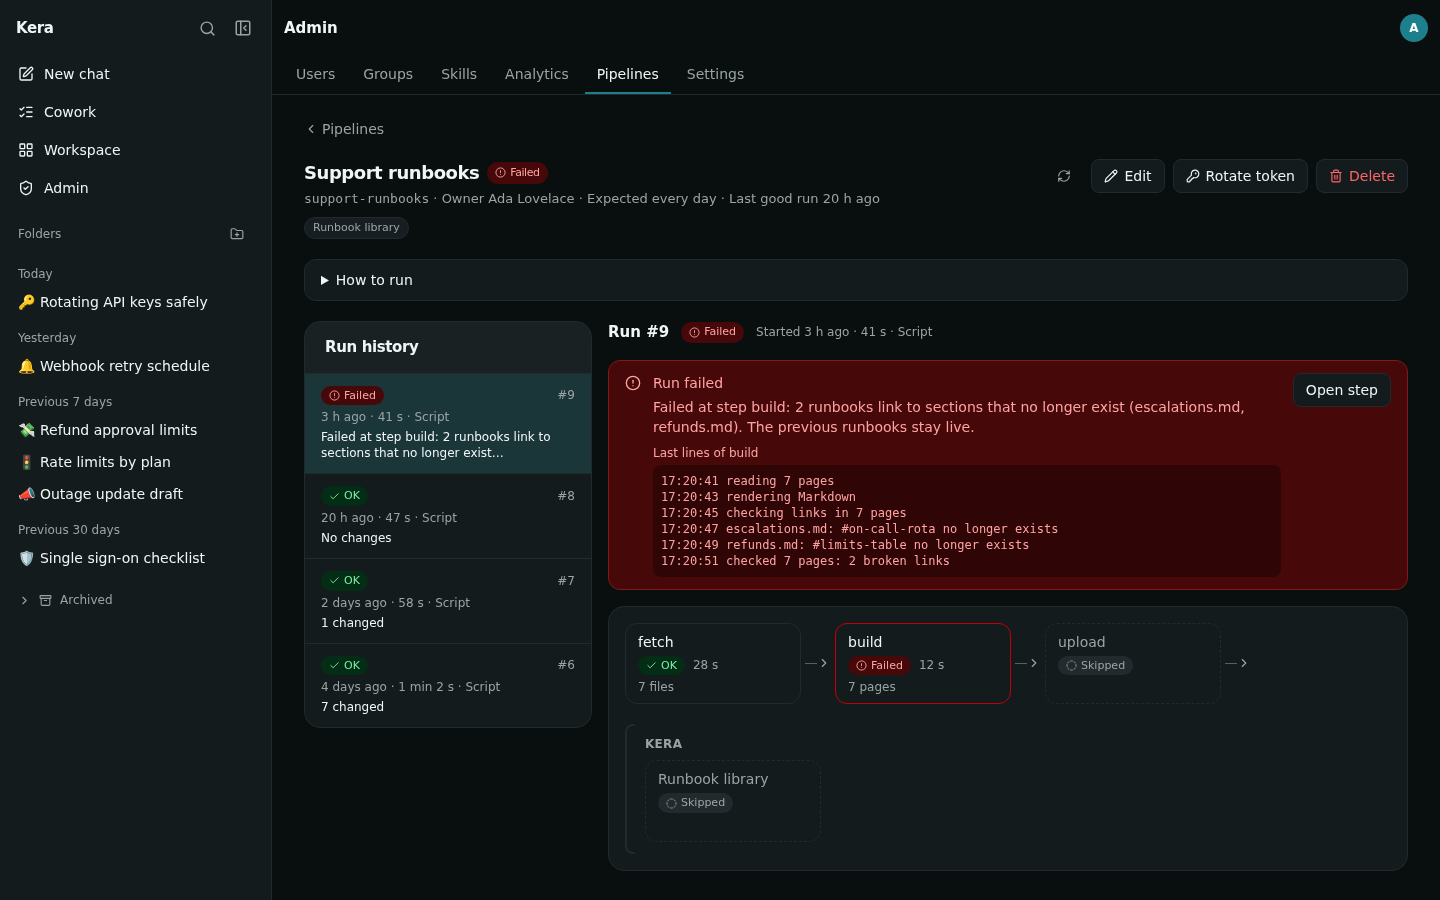 Kera
Admin
A
New chat
Cowork
Workspace
Admin
Folders
Today
🔑 Rotating API keys safely
Yesterday
🔔 Webhook retry schedule
Previous 7 days
💸 Refund approval limits
🚦 Rate limits by plan
📣 Outage update draft
Previous 30 days
🛡️ Single sign-on checklist
Archived
Users
Groups
Skills
Analytics
Pipelines
Settings
Pipelines
Support runbooks
Failed
Edit
Rotate token
Delete
support-runbooks · Owner Ada Lovelace · Expected every day · Last good run 20 h ago
Runbook library
How to run
Run history
Failed
#9
3 h ago · 41 s · Script
Failed at step build: 2 runbooks link to
sections that no longer exist…
OK
#8
20 h ago · 47 s · Script
No changes
OK
#7
2 days ago · 58 s · Script
1 changed
OK
#6
4 days ago · 1 min 2 s · Script
7 changed
Run #9
Failed
Started 3 h ago · 41 s · Script
Run failed
Open step
Failed at step build: 2 runbooks link to sections that no longer exist (escalations.md,
refunds.md). The previous runbooks stay live.
Last lines of build
17:20:41 reading 7 pages
17:20:43 rendering Markdown
17:20:45 checking links in 7 pages
17:20:47 escalations.md: #on-call-rota no longer exists
17:20:49 refunds.md: #limits-table no longer exists
17:20:51 checked 7 pages: 2 broken links
fetch
OK
28 s
7 files
build
Failed
12 s
7 pages
upload
Skipped
KERA
Runbook library
Skipped